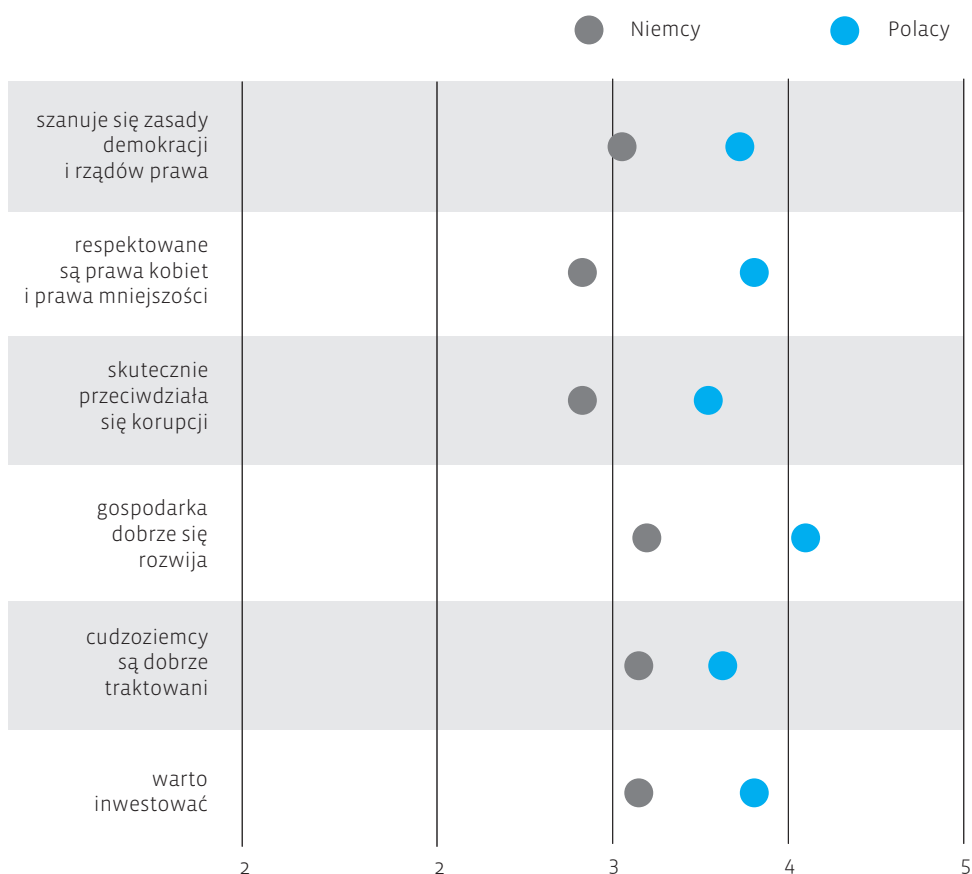 Niemcy
Polacy
szanuje się zasady
demokracji
i rządów prawa
respektowane
są prawa kobiet
i prawa mniejszości
skutecznie
przeciwdziała
się korupcji
gospodarka
dobrze się
rozwija
cudzoziemcy
są dobrze
traktowani
warto
inwestować
2 2 3 4 5